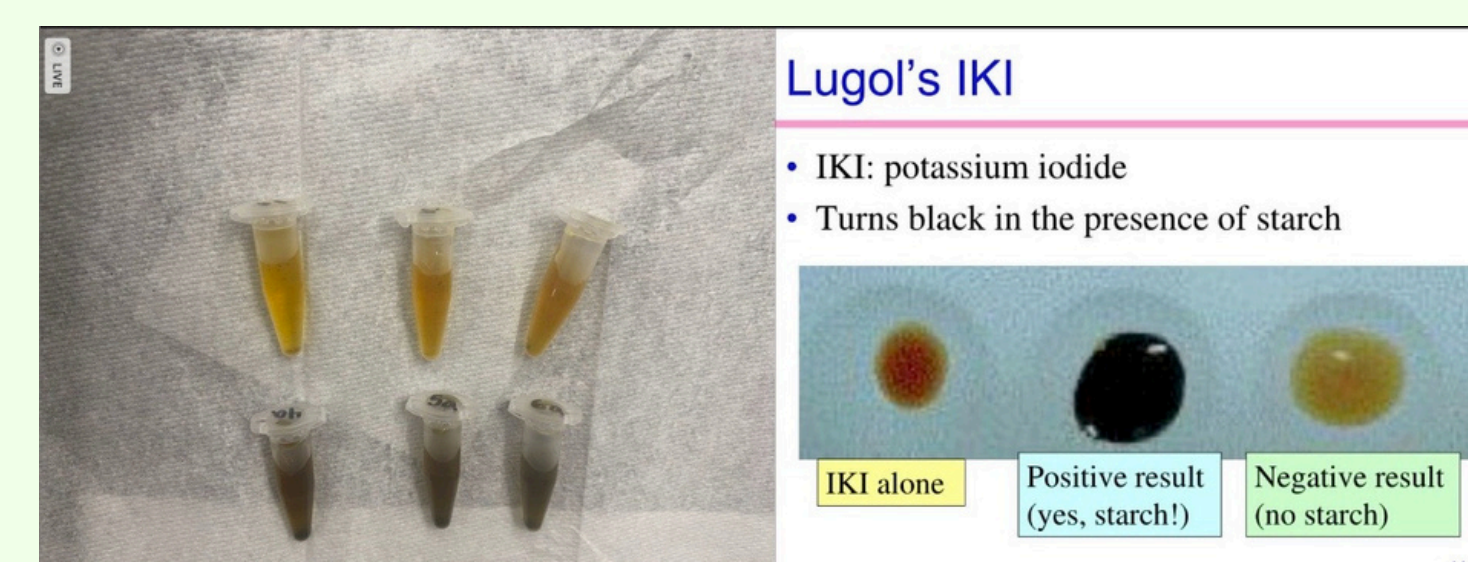 LIVE
Lugol's IKI
• IKI: potassium iodide
• Turns black in the presence of starch
IKI alone
Positive result
(yes, starch!)
Negative result
(no starch)